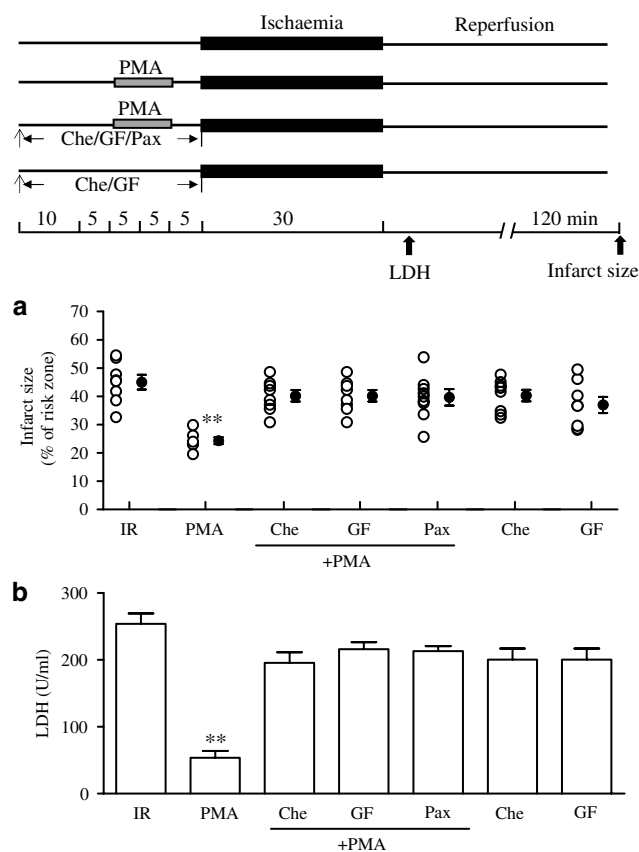 Ischaemia Reperfusion
PMA
PMA
Che/GF/Pax
Che/GF
10 5 5 5 5 30 120 min
LDH Infarct size
a
70
60
50
40
30
20
10
0
Infarct size
(% of risk zone)
**
IR PMA Che GF Pax Che GF
+PMA
b
300
200
100
0
LDH (U/ml)
**
IR PMA Che GF Pax Che GF
+PMA